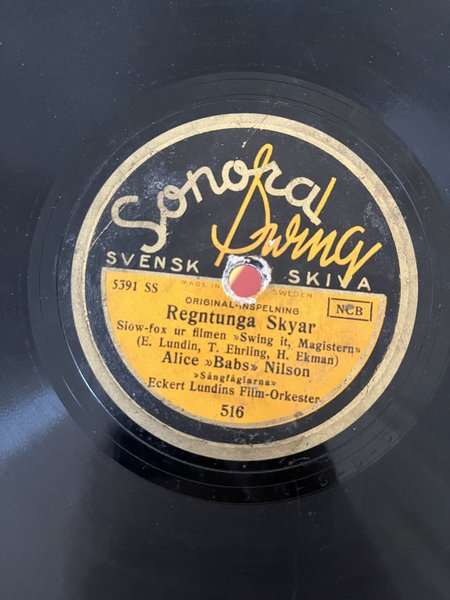 Sonora
Swing
SVENSK SKIVA
MADE IN SWEDEN
5391 SS
ORIGINAL-INSPELNING
NCB
Regntunga Skyar
Slow-fox ur filmen »Swing it, Magistern»
(E. Lundin, T. Ehrling, H. Ekman)
Alice »Babs» Nilson
»Sångfåglarna»
Eckert Lundins Film-Orkester
516